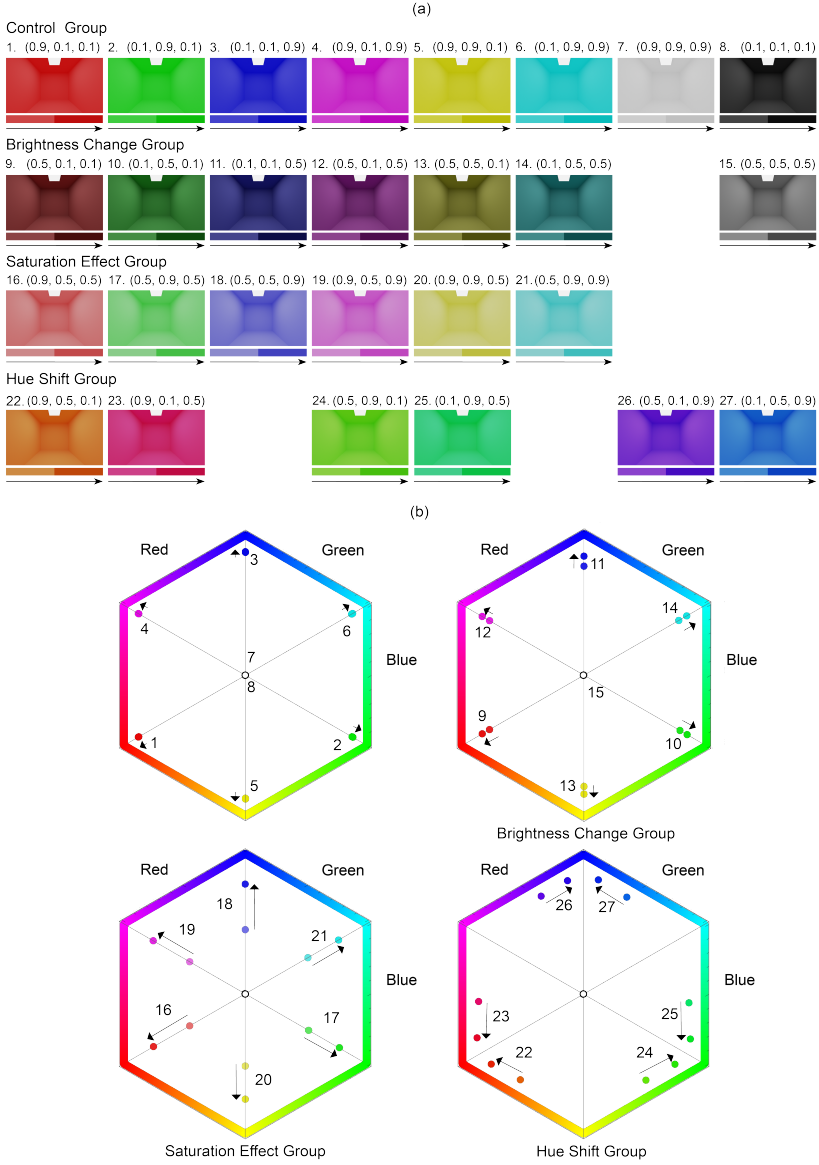 (a)
Control Group
1. (0.9, 0.1, 0.1) 2. (0.1, 0.9, 0.1) 3. (0.1, 0.1, 0.9) 4. (0.9, 0.1, 0.9) 5. (0.9, 0.9, 0.1) 6. (0.1, 0.9, 0.9) 7. (0.9, 0.9, 0.9) 8. (0.1, 0.1, 0.1)
Brightness Change Group
9. (0.5, 0.1, 0.1) 10. (0.1, 0.5, 0.1) 11. (0.1, 0.1, 0.5) 12. (0.5, 0.1, 0.5) 13. (0.5, 0.5, 0.1) 14. (0.1, 0.5, 0.5) 15. (0.5, 0.5, 0.5)
Saturation Effect Group
16. (0.9, 0.5, 0.5) 17. (0.5, 0.9, 0.5) 18. (0.5, 0.5, 0.9) 19. (0.9, 0.5, 0.9) 20. (0.9, 0.9, 0.5) 21. (0.5, 0.9, 0.9)
Hue Shift Group
22. (0.9, 0.5, 0.1) 23. (0.9, 0.1, 0.5) 24. (0.5, 0.9, 0.1) 25. (0.1, 0.9, 0.5) 26. (0.5, 0.1, 0.9) 27. (0.1, 0.5, 0.9)
(b)
Red Green
3
4 6
7
8
Blue
1 2
5
Red Green
11
14
12
Blue
15
9
10
13
Brightness Change Group
Red Green
18
19 21
Blue
16 17
20
Saturation Effect Group
Red Green
26 27
Blue
23 25
22 24
Hue Shift Group